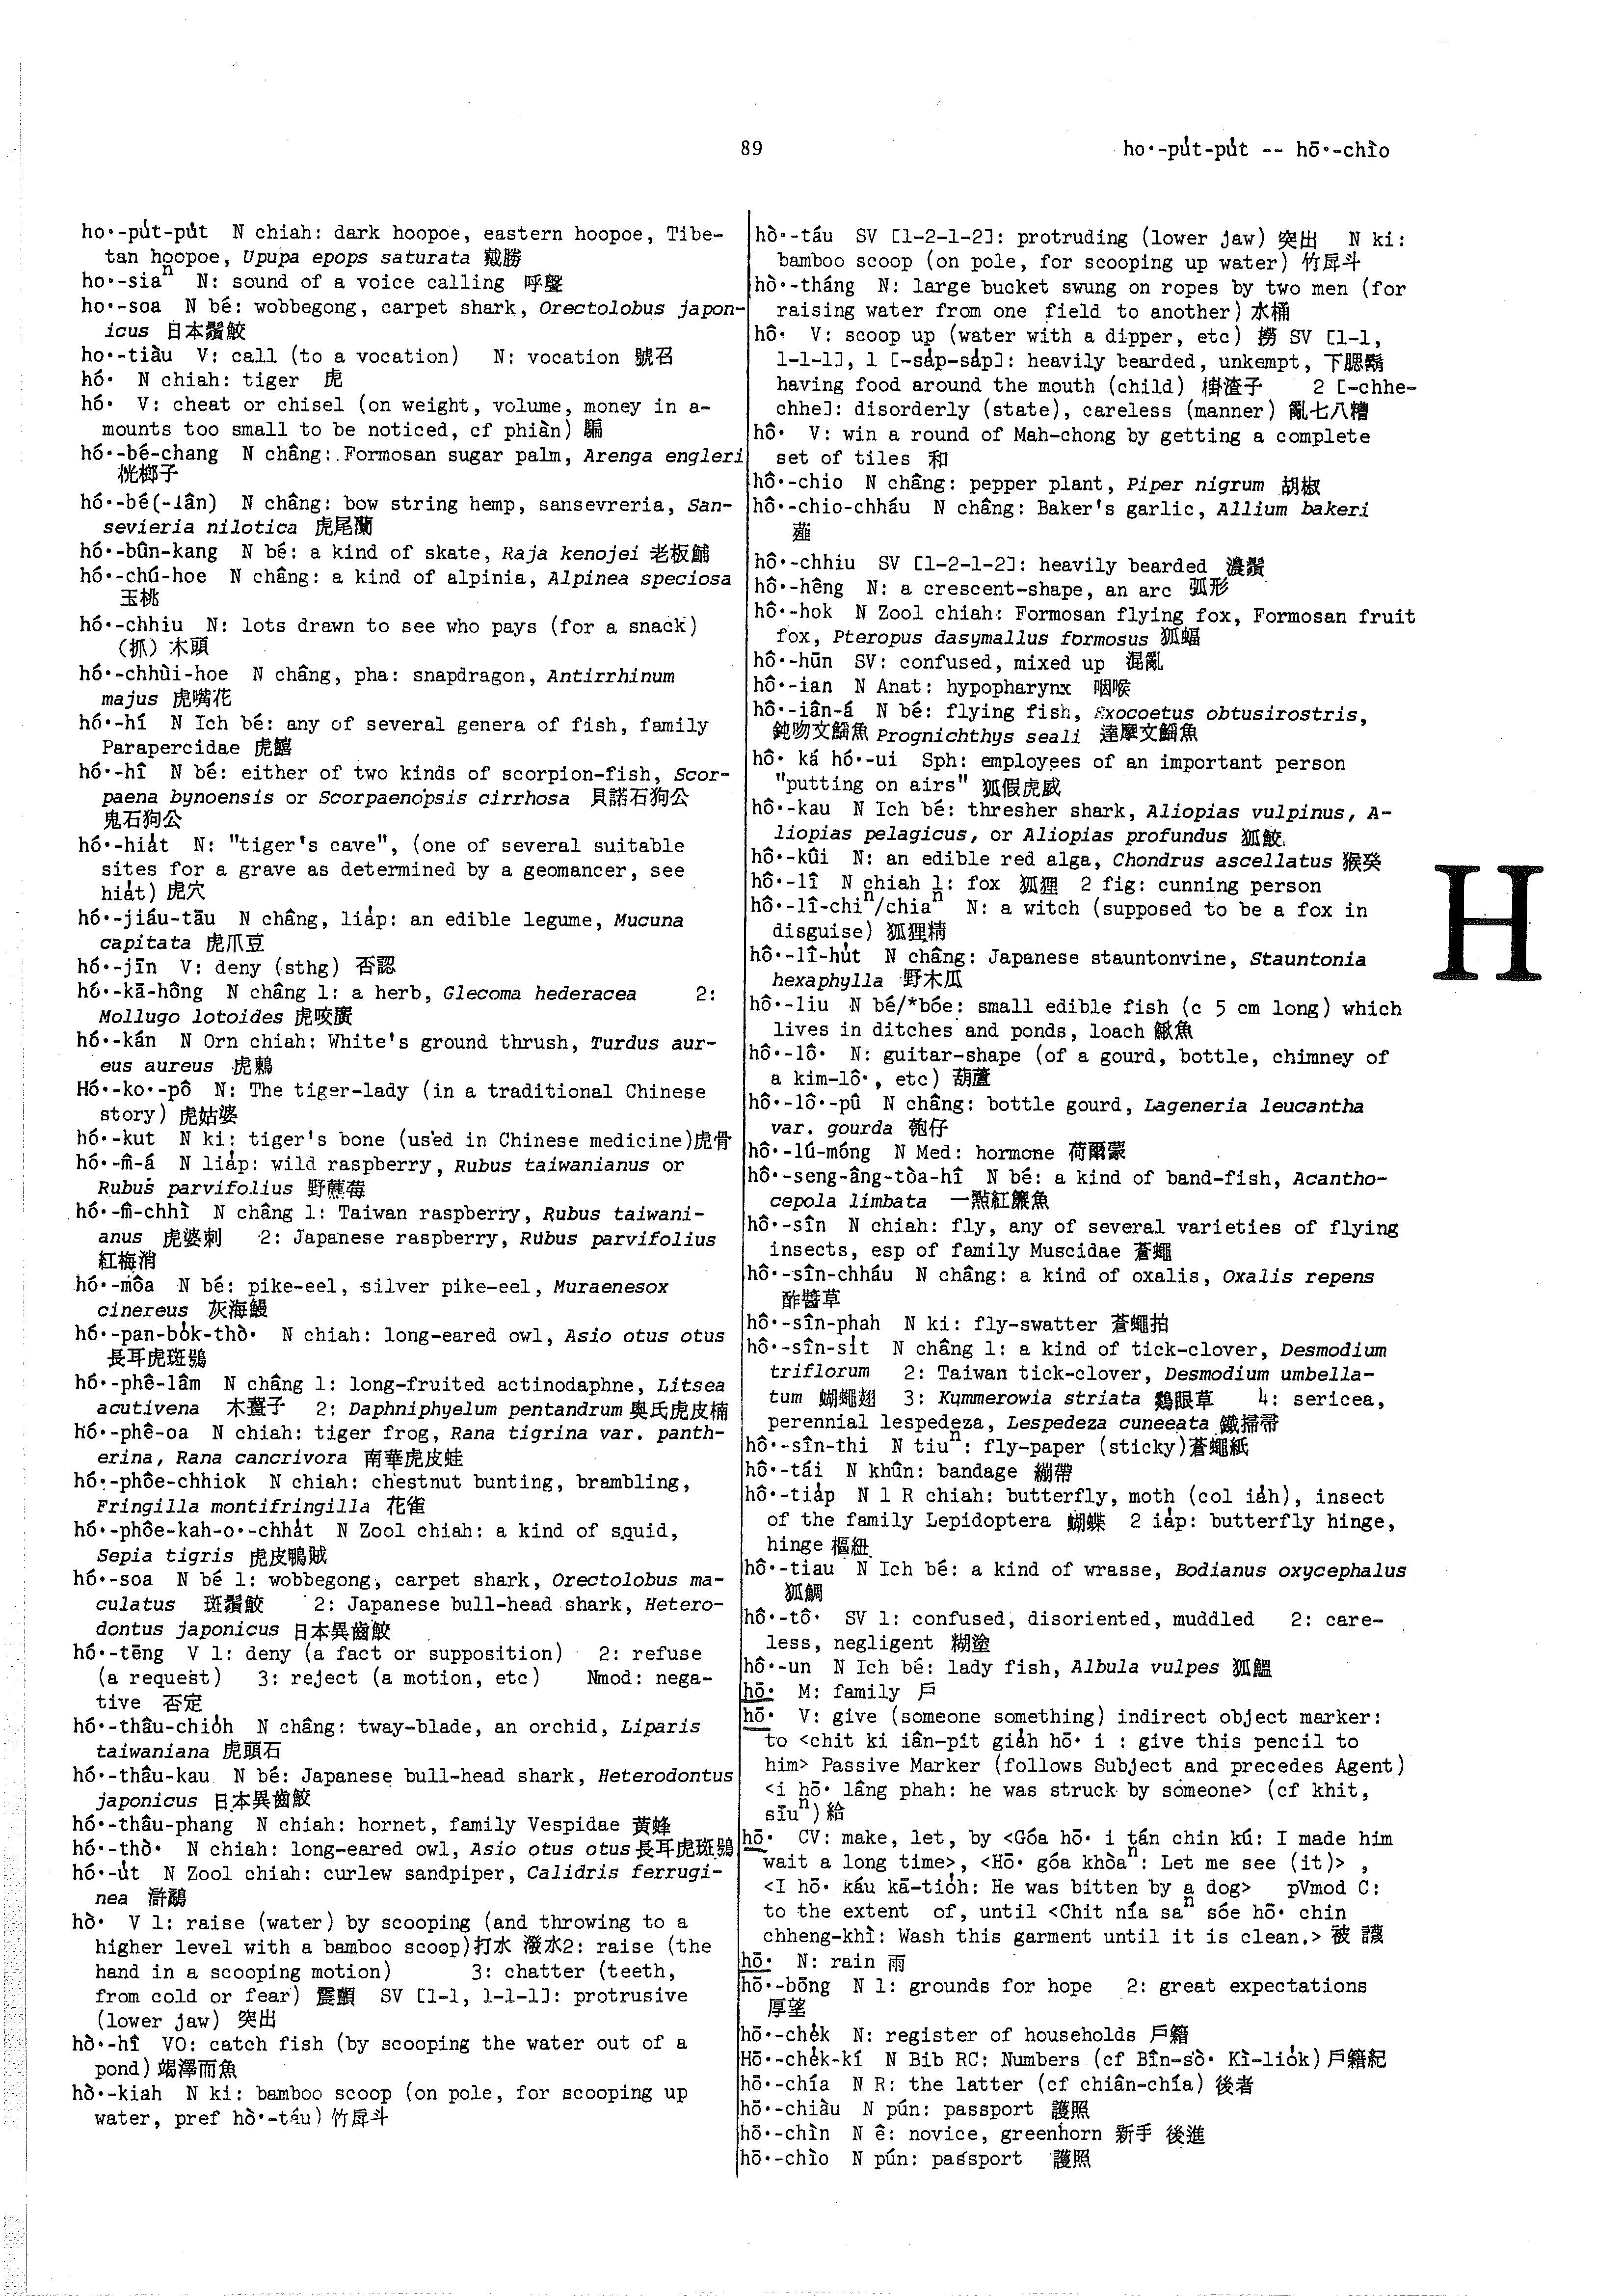 89
ho·-pu̍t-pu̍t -- hō·-chìo
ho·-pu̍t-pu̍t N chiah: dark hoopoe, eastern hoopoe, Tibe-
tan hoopoe, Upupa epops saturata 戴勝
ho·-siaⁿ N: sound of a voice calling 呼聲
ho·-soa N bé: wobbegong, carpet shark, Orectolobus japon-
icus 日本鬚鮫
ho·-tiàu V: call (to a vocation) N: vocation 號召
hó· N chiah: tiger 虎
hó· V: cheat or chisel (on weight, volume, money in a-
mounts too small to be noticed, cf phiàn) 騙
hó·-bé-chang N châng: Formosan sugar palm, Arenga engleri
桄榔子
hó·-bé(-lân) N châng: bow string hemp, sansevreria, San-
sevieria nilotica 虎尾蘭
hó·-bûn-kang N bé: a kind of skate, Raja kenojei 老板鯆
hó·-chú-hoe N châng: a kind of alpinia, Alpinea speciosa
玉桃
hó·-chhiu N: lots drawn to see who pays (for a snack)
(抓) 木頭
hó·-chhùi-hoe N châng, pha: snapdragon, Antirrhinum
majus 虎嘴花
hó·-hí N Ich bé: any of several genera of fish, family
Parapercidae 虎鱚
hó·-hî N bé: either of two kinds of scorpion-fish, Scor-
paena bynoensis or Scorpaenopsis cirrhosa 貝諾石狗公
鬼石狗公
hó·-hia̍t N: "tiger's cave", (one of several suitable
sites for a grave as determined by a geomancer, see
hia̍t) 虎穴
hó·-jiáu-tāu N châng, lia̍p: an edible legume, Mucuna
capitata 虎爪豆
hó·-jīn V: deny (sthg) 否認
hó·-kā-hông N châng 1: a herb, Glecoma hederacea 2:
Mollugo lotoides 虎咬廣
hó·-kán N Orn chiah: White's ground thrush, Turdus aur-
eus aureus 虎鶇
Hó·-ko·-pô N: The tiger-lady (in a traditional Chinese
story) 虎姑婆
hó·-kut N ki: tiger's bone (used in Chinese medicine)虎骨
hó·-m̂-á N lia̍p: wild raspberry, Rubus taiwanianus or
Rubus parvifolius 野蔗莓
hó·-m̂-chhì N châng 1: Taiwan raspberry, Rubus taiwani-
anus 虎婆刺 2: Japanese raspberry, Rubus parvifolius
紅梅消
hó·-môa N bé: pike-eel, silver pike-eel, Muraenesox
cinereus 灰海鰻
hó·-pan-bo̍k-thò· N chiah: long-eared owl, Asio otus otus
長耳虎斑鴞
hó·-phê-lâm N châng 1: long-fruited actinodaphne, Litsea
acutivena 木薑子 2: Daphniphyelum pentandrum 奧氏虎皮楠
hó·-phê-oa N chiah: tiger frog, Rana tigrina var. panth-
erina, Rana cancrivora 南華虎皮蛙
hó·-phôe-chhiok N chiah: chestnut bunting, brambling,
Fringilla montifringilla 花雀
hó·-phôe-kah-o·-chha̍t N Zool chiah: a kind of squid,
Sepia tigris 虎皮鴨賊
hó·-soa N bé 1: wobbegong, carpet shark, Orectolobus ma-
culatus 斑鬚鮫 2: Japanese bull-head shark, Hetero-
dontus japonicus 日本異齒鮫
hó·-tēng V 1: deny (a fact or supposition) 2: refuse
(a request) 3: reject (a motion, etc) Nmod: nega-
tive 否定
hó·-thâu-chio̍h N châng: tway-blade, an orchid, Liparis
taiwaniana 虎頭石
hó·-thâu-kau N bé: Japanese bull-head shark, Heterodontus
japonicus 日本異齒鮫
hó·-thâu-phang N chiah: hornet, family Vespidae 黃蜂
hó·-thò· N chiah: long-eared owl, Asio otus otus 長耳虎斑鴞
hó·-u̍t N Zool chiah: curlew sandpiper, Calidris ferrugi-
nea 滸鷸
hò· V 1: raise (water) by scooping (and throwing to a
higher level with a bamboo scoop)打水 潑水2: raise (the
hand in a scooping motion) 3: chatter (teeth,
from cold or fear) 震顫 SV [1-1, 1-1-1]: protrusive
(lower jaw) 突出
hò·-hî VO: catch fish (by scooping the water out of a
pond) 竭澤而魚
hò·-kiah N ki: bamboo scoop (on pole, for scooping up
water, pref hò·-táu) 竹戽斗
hò·-táu SV [1-2-1-2]: protruding (lower jaw) 突出 N ki:
bamboo scoop (on pole, for scooping up water) 竹戽斗
hò·-tháng N: large bucket swung on ropes by two men (for
raising water from one field to another) 水桶
hô· V: scoop up (water with a dipper, etc) 撈 SV [1-1,
1-1-1], 1 [-sa̍p-sa̍p]: heavily bearded, unkempt, 下腮鬍
having food around the mouth (child) 掛渣子 2 [-chhe-
chhe]: disorderly (state), careless (manner) 亂七八糟
hô· V: win a round of Mah-chong by getting a complete
set of tiles 和
hô·-chio N châng: pepper plant, Piper nigrum 胡椒
hô·-chio-chháu N châng: Baker's garlic, Allium bakeri
薤
hô·-chhiu SV [1-2-1-2]: heavily bearded 濃鬚
hô·-hêng N: a crescent-shape, an arc 弧形
hô·-hok N Zool chiah: Formosan flying fox, Formosan fruit
fox, Pteropus dasymallus formosus 狐蝠
hô·-hūn SV: confused, mixed up 混亂
hô·-ian N Anat: hypopharynx 咽喉
hô·-iân-á N bé: flying fish, Exocoetus obtusirostris,
鈍吻文鰩魚 Prognichthys seali 達摩文鰩魚
hô· ká hó·-ui Sph: employees of an important person
"putting on airs" 狐假虎威
hô·-kau N Ich bé: thresher shark, Aliopias vulpinus, A-
liopias pelagicus, or Aliopias profundus 狐鮫
hô·-kûi N: an edible red alga, Chondrus ascellatus 猴葵
hô·-lî N chiah 1: fox 狐狸 2 fig: cunning person
hô·-lî-chiⁿ/chiaⁿ N: a witch (supposed to be a fox in
disguise) 狐狸精
hô·-lî-hu̍t N châng: Japanese stauntonvine, Stauntonia
hexaphylla 野木瓜
hô·-liu N bé/*bóe: small edible fish (c 5 cm long) which
lives in ditches and ponds, loach 鰍魚
hô·-lô· N: guitar-shape (of a gourd, bottle, chimney of
a kim-lô·, etc) 葫蘆
hô·-lô·-pû N châng: bottle gourd, Lageneria leucantha
var. gourda 匏仔
hô·-lú-móng N Med: hormone 荷爾蒙
hô·-seng-âng-tòa-hî N bé: a kind of band-fish, Acantho-
cepola limbata 一點紅簾魚
hô·-sîn N chiah: fly, any of several varieties of flying
insects, esp of family Muscidae 蒼蠅
hô·-sîn-chháu N châng: a kind of oxalis, Oxalis repens
酢醬草
hô·-sîn-phah N ki: fly-swatter 蒼蠅拍
hô·-sîn-si̍t N châng 1: a kind of tick-clover, Desmodium
triflorum 2: Taiwan tick-clover, Desmodium umbella-
tum 蝴蠅翅 3: Kummerowia striata 鷄眼草 4: sericea,
perennial lespedeza, Lespedeza cuneeata 鐵掃帚
hô·-sîn-thi N tiuⁿ: fly-paper (sticky)蒼蠅紙
hô·-tái N khûn: bandage 繃帶
hô·-tia̍p N 1 R chiah: butterfly, moth (col ia̍h), insect
of the family Lepidoptera 蝴蝶 2 ia̍p: butterfly hinge,
hinge 樞紐
hô·-tiau N Ich bé: a kind of wrasse, Bodianus oxycephalus
狐鯛
hô·-tô· SV 1: confused, disoriented, muddled 2: care-
less, negligent 糊塗
hô·-un N Ich bé: lady fish, Albula vulpes 狐鰮
hō· M: family 戶
hō· V: give (someone something) indirect object marker:
to <chit ki iân-pit gia̍h hō· i : give this pencil to
him> Passive Marker (follows Subject and precedes Agent)
<i hō· lâng phah: he was struck by someone> (cf khit,
sīuⁿ) 給
hō· CV: make, let, by <Góa hō· i tán chin kú: I made him
wait a long time>, <Hō· góa khòaⁿ: Let me see (it)> ,
<I hō· káu kā-tio̍h: He was bitten by a dog> pVmod C:
to the extent of, until <Chit nía saⁿ sóe hō· chin
chheng-khì: Wash this garment until it is clean.> 被 讓
hō· N: rain 雨
hō·-bōng N 1: grounds for hope 2: great expectations
厚望
hō·-che̍k N: register of households 戶籍
Hō·-che̍k-kí N Bib RC: Numbers (cf Bîn-sò· Kì-lio̍k) 戶籍紀
hō·-chía N R: the latter (cf chiân-chía) 後者
hō·-chiàu N pún: passport 護照
hō·-chìn N ê: novice, greenhorn 新手 後進
hō·-chìo N pún: passport 護照
H